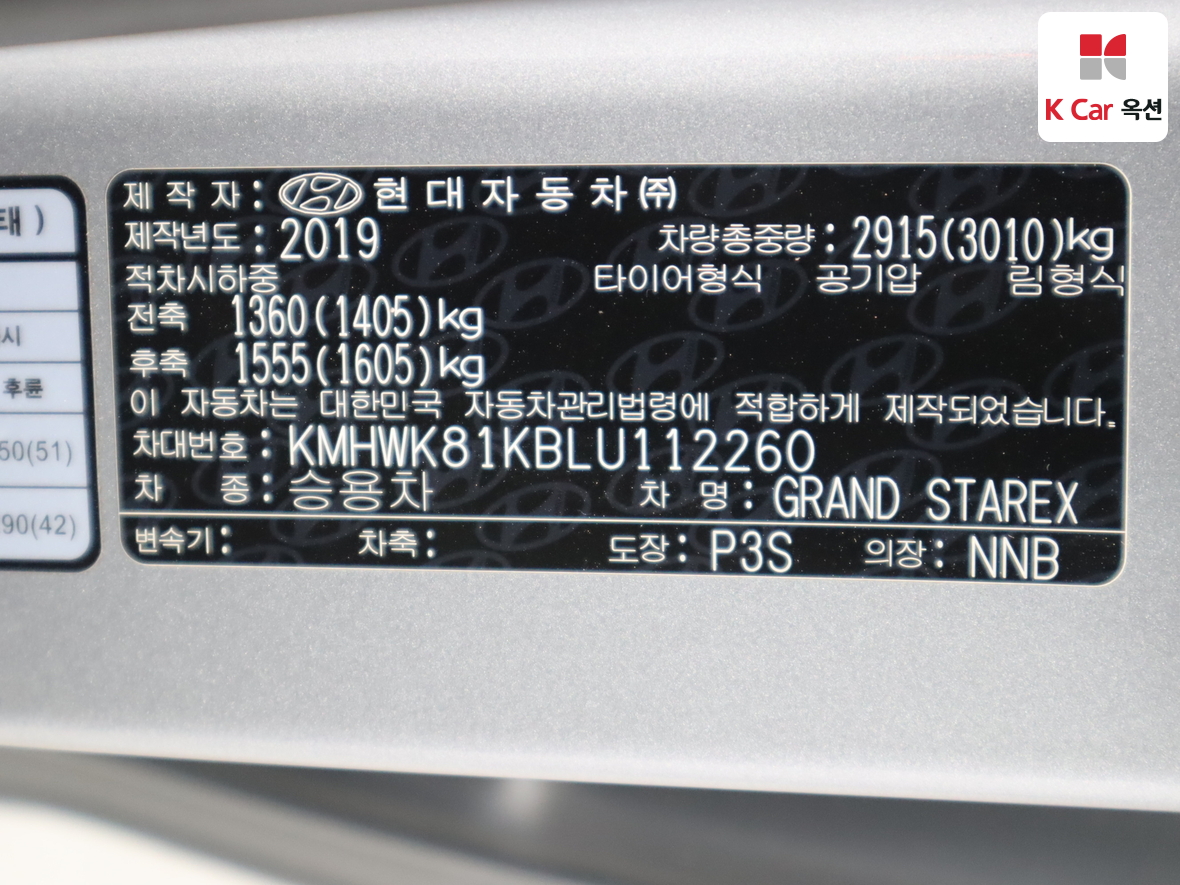 K Car 옥션
태 )
시
후륜
50(51)
90(42)
제 작 자 : 현 대 자 동 차 ㈜
제작년도 : 2019 차량총중량 : 2915(3010)kg
적차시하중 타이어형식 공기압 림형식
전축 1360(1405)kg
후축 1555(1605)kg
이 자동차는 대한민국 자동차관리법령에 적합하게 제작되었습니다.
차대번호 : KMHWK81KBLU112260
차 종 : 승용차 차 명 : GRAND STAREX
변속기 : 차축 : 도장 : P3S 의장 : NNB